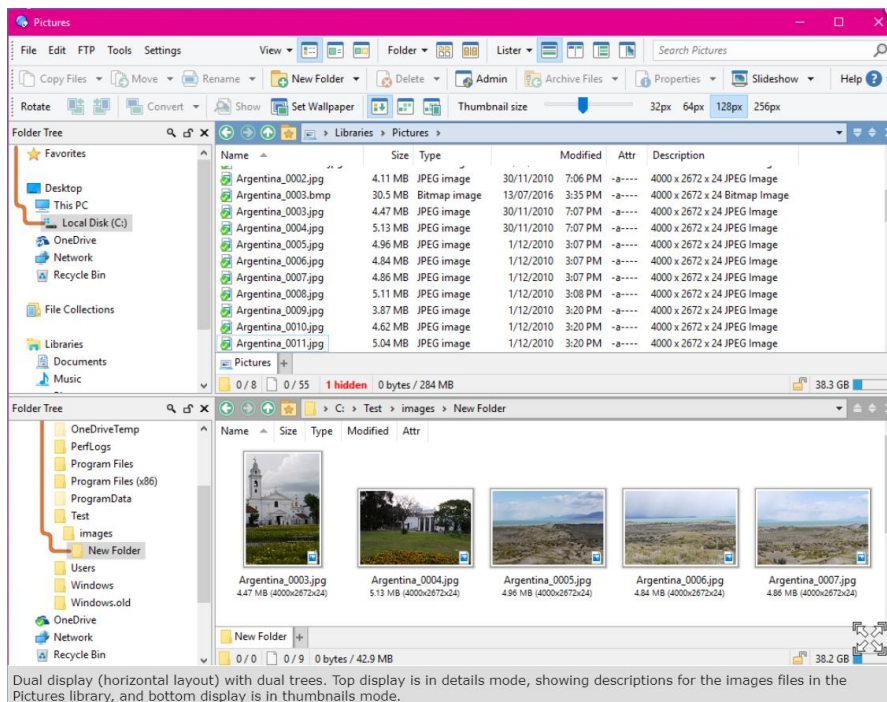 Pictures
File Edit FTP Tools Settings View Folder Lister Search Pictures
Copy Files Move Rename New Folder Delete Admin Archive Files Properties Slideshow Help
Rotate Convert Show Set Wallpaper Thumbnail size 32px 64px 128px 256px
Folder Tree
Favorites
Desktop
This PC
Local Disk (C:)
OneDrive
Network
Recycle Bin
File Collections
Libraries
Documents
Music
Libraries > Pictures >
Name Size Type Modified Attr Description
Argentina_0002.jpg 4.11 MB JPEG image 30/11/2010 7:06 PM -a---- 4000 x 2672 x 24 JPEG Image
Argentina_0003.bmp 30.5 MB Bitmap image 13/07/2016 3:35 PM -a---- 4000 x 2672 x 24 Bitmap Image
Argentina_0003.jpg 4.47 MB JPEG image 30/11/2010 7:07 PM -a---- 4000 x 2672 x 24 JPEG Image
Argentina_0004.jpg 5.13 MB JPEG image 30/11/2010 7:07 PM -a---- 4000 x 2672 x 24 JPEG Image
Argentina_0005.jpg 4.96 MB JPEG image 1/12/2010 3:07 PM -a---- 4000 x 2672 x 24 JPEG Image
Argentina_0006.jpg 4.84 MB JPEG image 1/12/2010 3:07 PM -a---- 4000 x 2672 x 24 JPEG Image
Argentina_0007.jpg 4.86 MB JPEG image 1/12/2010 3:07 PM -a---- 4000 x 2672 x 24 JPEG Image
Argentina_0008.jpg 5.11 MB JPEG image 1/12/2010 3:08 PM -a---- 4000 x 2672 x 24 JPEG Image
Argentina_0009.jpg 3.87 MB JPEG image 1/12/2010 3:20 PM -a---- 4000 x 2672 x 24 JPEG Image
Argentina_0010.jpg 4.62 MB JPEG image 1/12/2010 3:20 PM -a---- 4000 x 2672 x 24 JPEG Image
Argentina_0011.jpg 5.04 MB JPEG image 1/12/2010 3:20 PM -a---- 4000 x 2672 x 24 JPEG Image
Pictures +
0 / 8 0 / 55 1 hidden 0 bytes / 284 MB 38.3 GB
Folder Tree
OneDriveTemp
PerfLogs
Program Files
Program Files (x86)
ProgramData
Test
images
New Folder
Users
Windows
Windows.old
OneDrive
Network
Recycle Bin
> C: > Test > images > New Folder
Name Size Type Modified Attr
Argentina_0003.jpg Argentina_0004.jpg Argentina_0005.jpg Argentina_0006.jpg Argentina_0007.jpg
4.47 MB (4000x2672x24) 5.13 MB (4000x2672x24) 4.96 MB (4000x2672x24) 4.84 MB (4000x2672x24) 4.86 MB (4000x2672x24)
New Folder +
0 / 0 0 / 9 0 bytes / 42.9 MB 38.2 GB
Dual display (horizontal layout) with dual trees. Top display is in details mode, showing descriptions for the images files in the
Pictures library, and bottom display is in thumbnails mode.